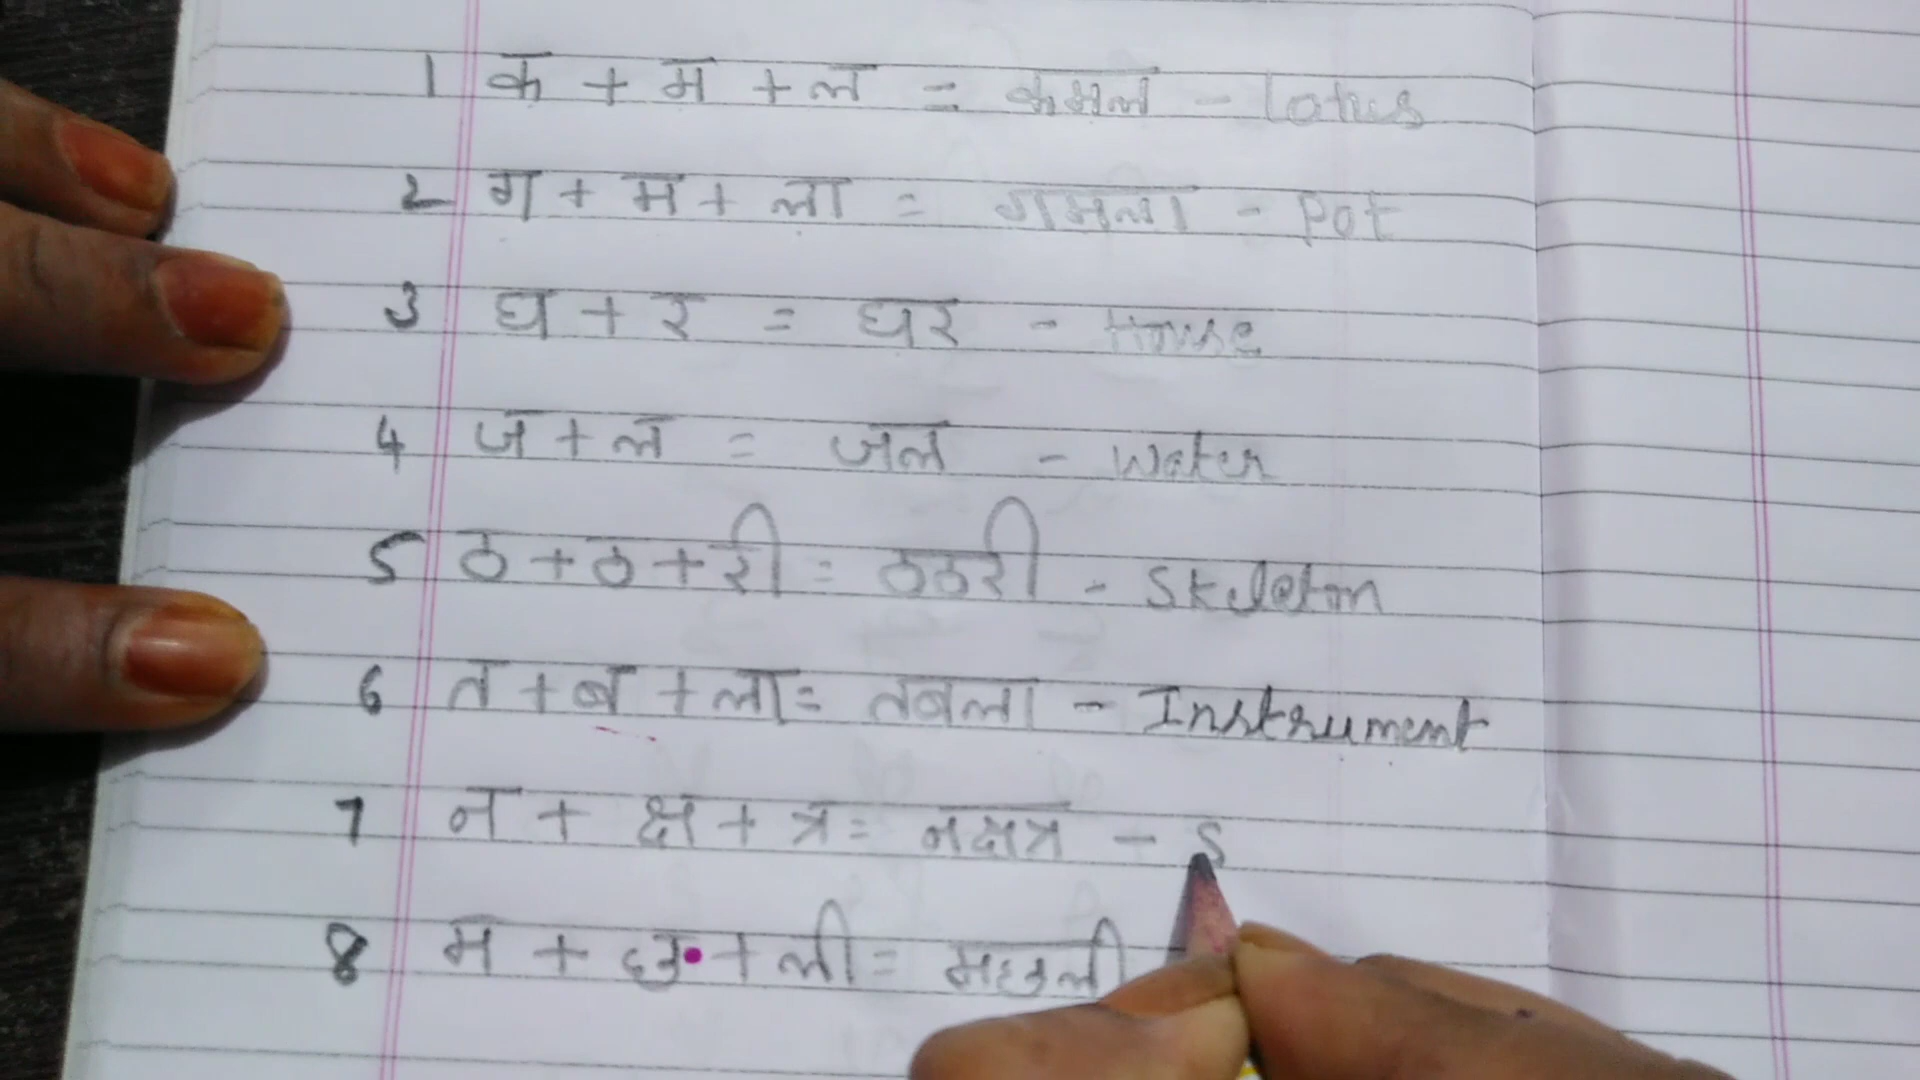 1 क + म + ल = कमल - Lotus
2 ग + म + ला = गमला - Pot
3 घ + र = घर - House
4 ज + ल = जल - Water
5 ठ + ठ + री = ठठरी - Skeleton
6 त + ब + ला = तबला - Instrument
7 न + क्ष + त्र = नक्षत्र - S
8 म + छ + ली = मछली